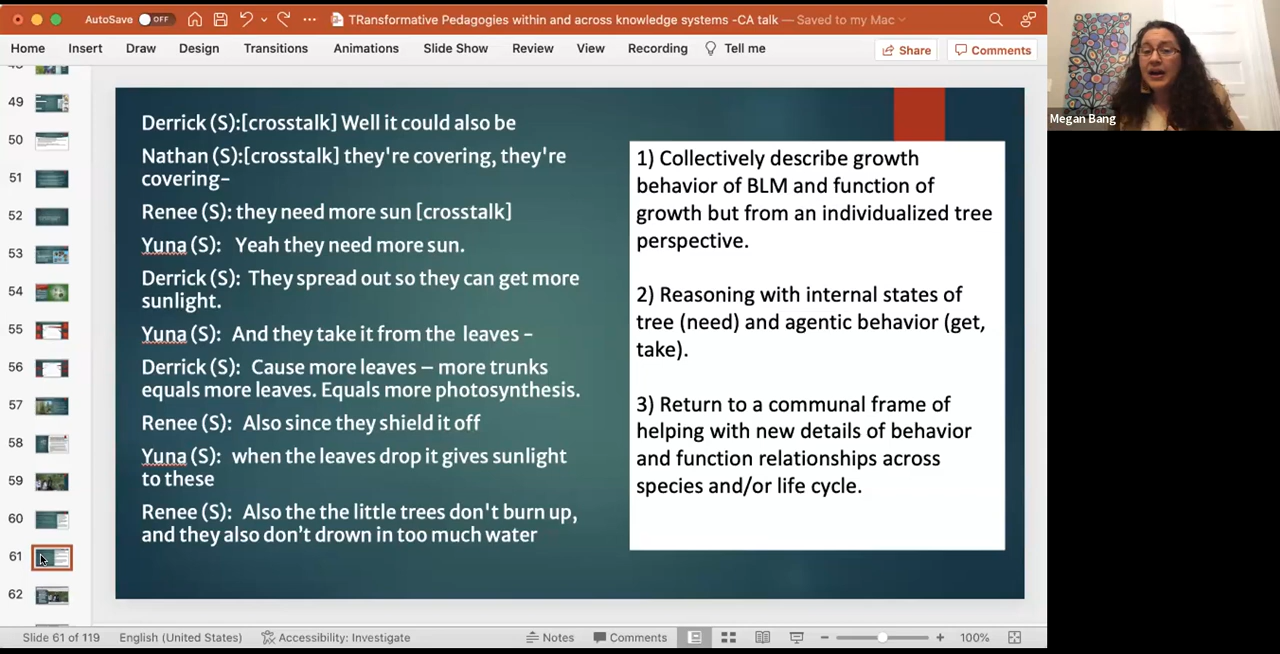 AutoSave OFF
TRansformative Pedagogies within and across knowledge systems -CA talk — Saved to my Mac
Home Insert Draw Design Transitions Animations Slide Show Review View Recording Tell me
Share Comments
49
50
51
52
53
54
55
56
57
58
59
60
61
62
Derrick (S):[crosstalk] Well it could also be
Nathan (S):[crosstalk] they're covering, they're
covering–
Renee (S): they need more sun [crosstalk]
Yuna (S): Yeah they need more sun.
Derrick (S): They spread out so they can get more
sunlight.
Yuna (S): And they take it from the leaves –
Derrick (S): Cause more leaves – more trunks
equals more leaves. Equals more photosynthesis.
Renee (S): Also since they shield it off
Yuna (S): when the leaves drop it gives sunlight
to these
Renee (S): Also the the little trees don't burn up,
and they also don't drown in too much water
1) Collectively describe growth
behavior of BLM and function of
growth but from an individualized tree
perspective.
2) Reasoning with internal states of
tree (need) and agentic behavior (get,
take).
3) Return to a communal frame of
helping with new details of behavior
and function relationships across
species and/or life cycle.
Megan Bang
Slide 61 of 119 English (United States) Accessibility: Investigate Notes Comments 100%